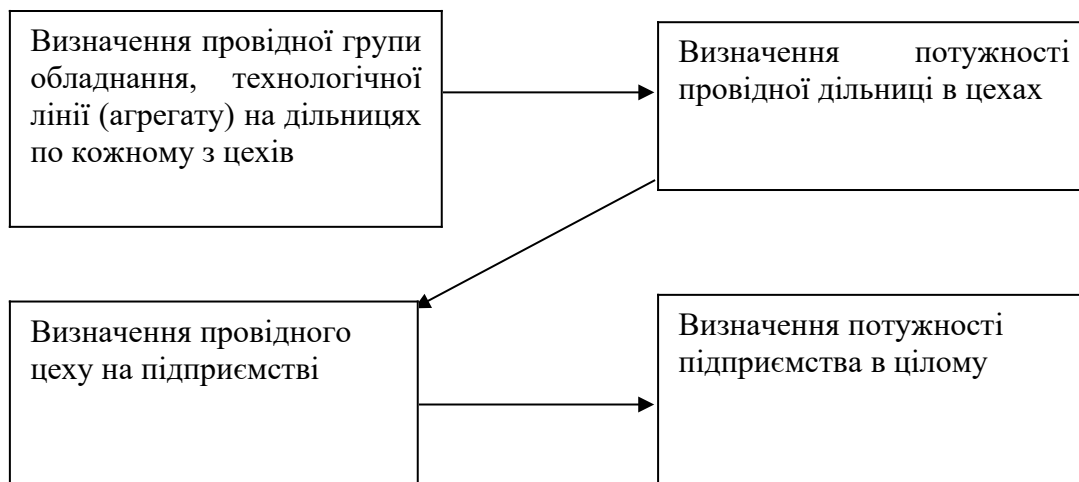 Визначення провідної групи
обладнання, технологічної
лінії (агрегату) на дільницях
по кожному з цехів
Визначення потужності
провідної дільниці в цехах
Визначення провідного
цеху на підприємстві
Визначення потужності
підприємства в цілому